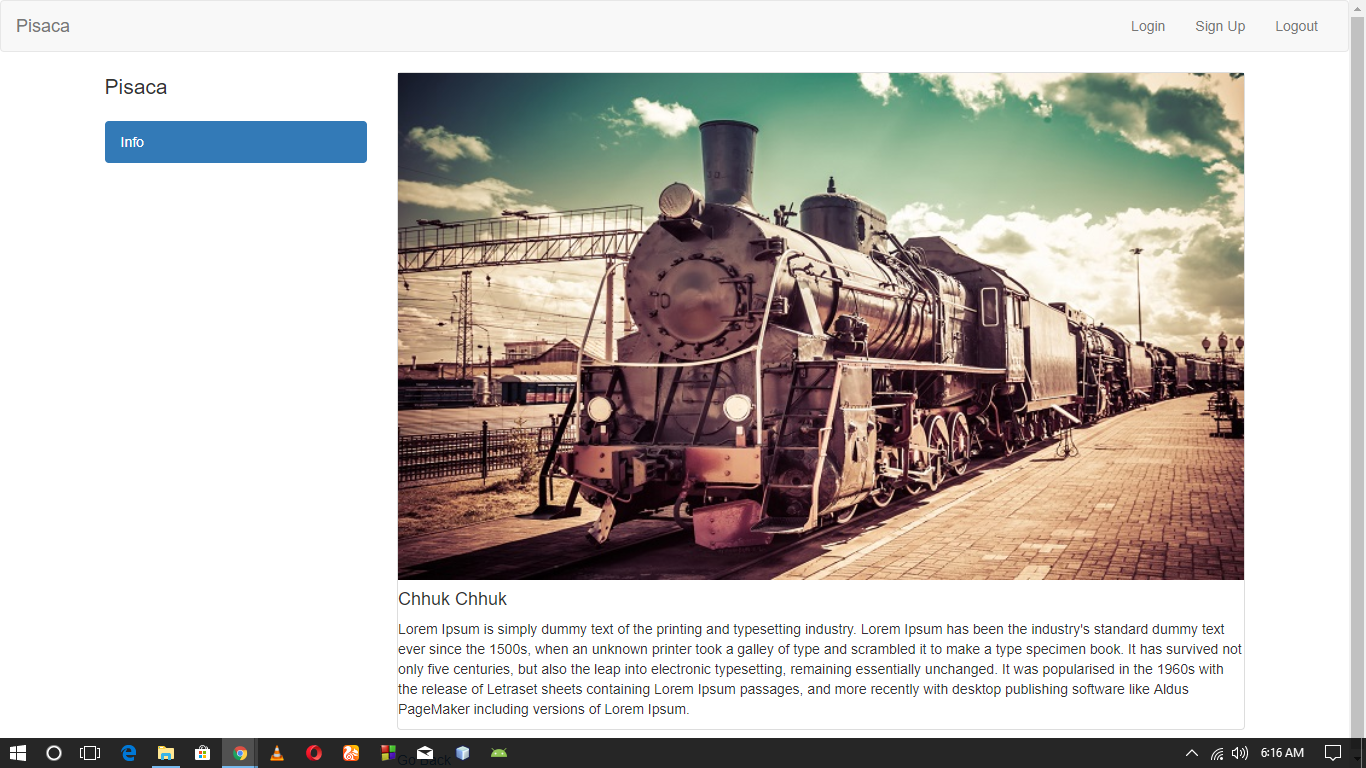 Pisaca
Login
Sign Up
Logout
Pisaca
Info
Chhuk Chhuk
Lorem Ipsum is simply dummy text of the printing and typesetting industry. Lorem Ipsum has been the industry's standard dummy text
ever since the 1500s, when an unknown printer took a galley of type and scrambled it to make a type specimen book. It has survived not
only five centuries, but also the leap into electronic typesetting, remaining essentially unchanged. It was popularised in the 1960s with
the release of Letraset sheets containing Lorem Ipsum passages, and more recently with desktop publishing software like Aldus
PageMaker including versions of Lorem Ipsum.
Go Back
6:16 AM